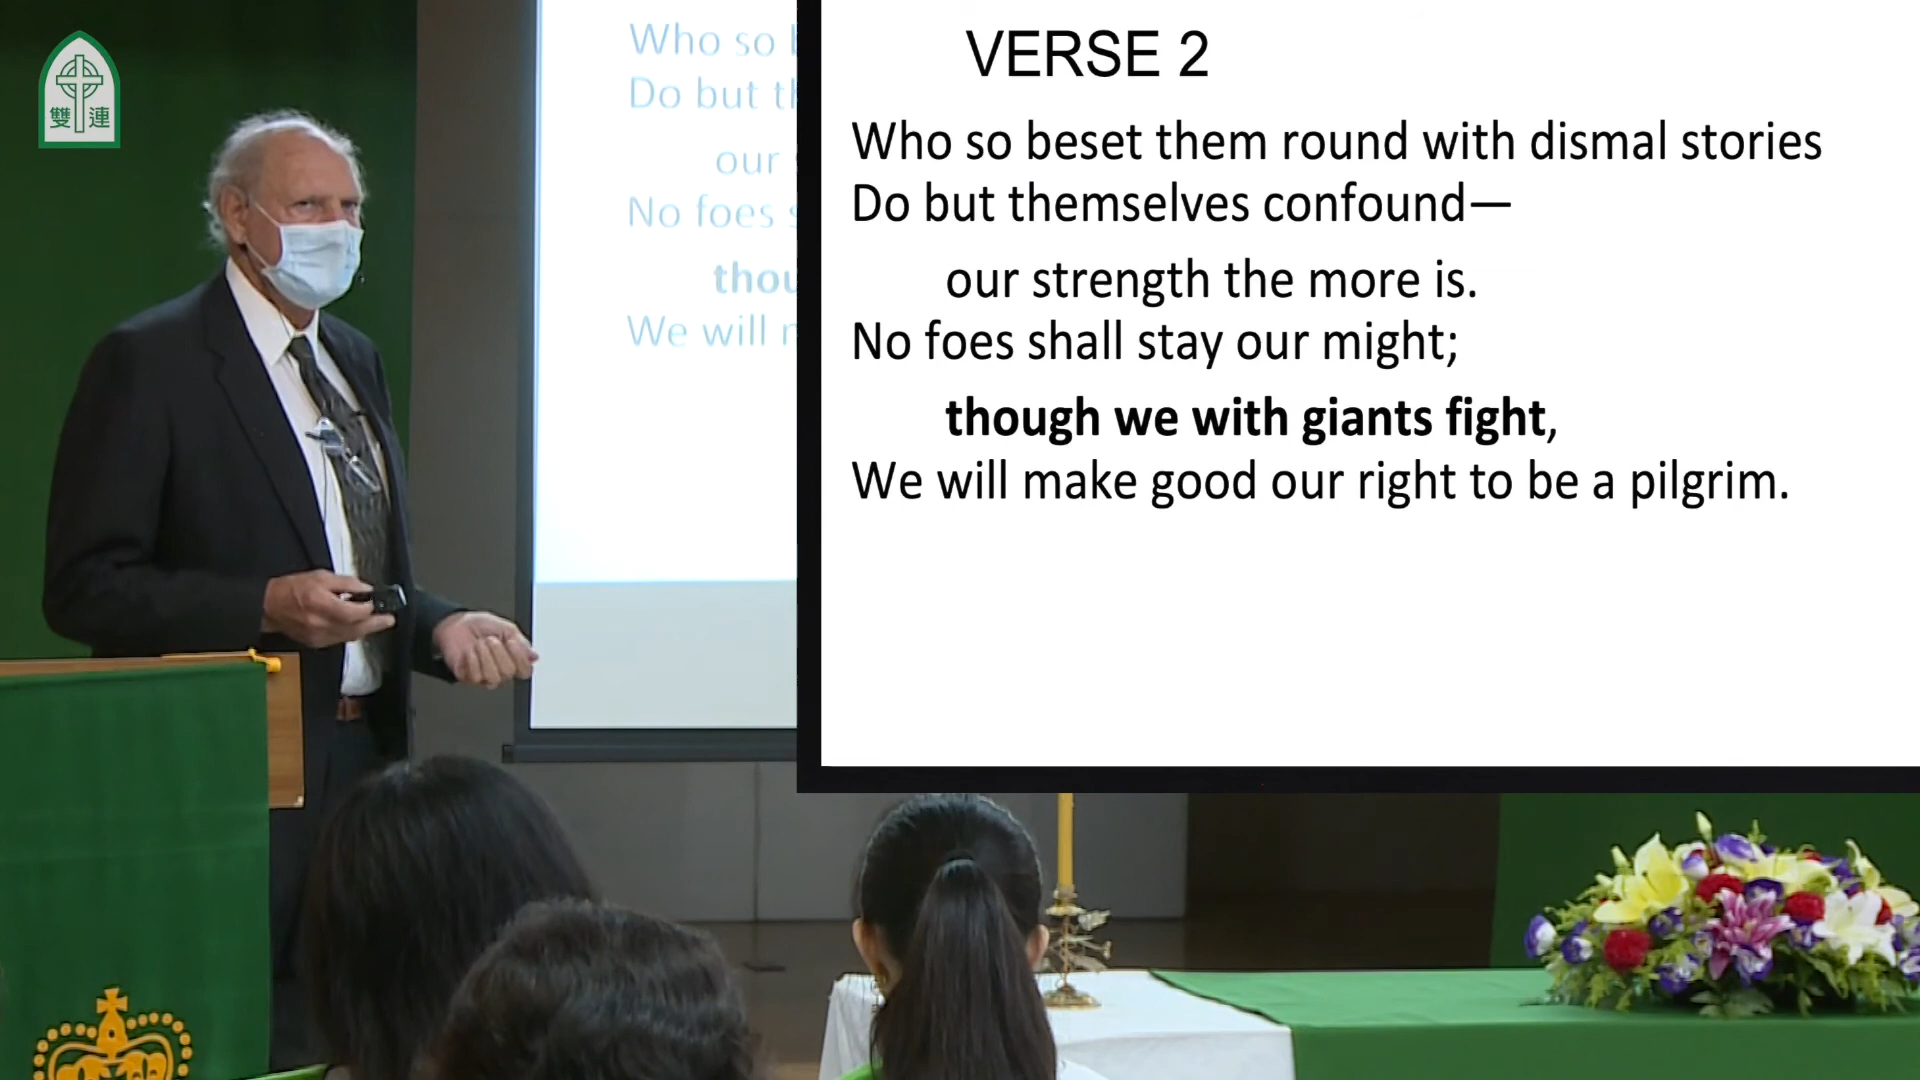 雙連
Who so
Do but
our
No foes
We will
VERSE 2
Who so beset them round with dismal stories
Do but themselves confound—
our strength the more is.
No foes shall stay our might;
though we with giants fight,
We will make good our right to be a pilgrim.